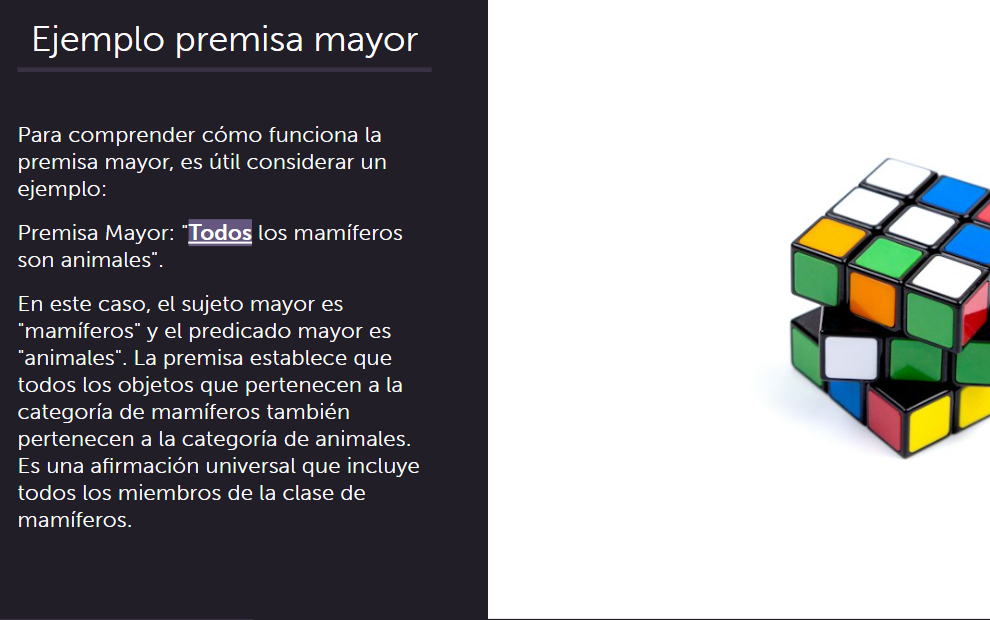 Ejemplo premisa mayor
Para comprender cómo funciona la
premisa mayor, es útil considerar un
ejemplo:
Premisa Mayor: "Todos los mamíferos
son animales".
En este caso, el sujeto mayor es
"mamíferos" y el predicado mayor es
"animales". La premisa establece que
todos los objetos que pertenecen a la
categoría de mamíferos también
pertenecen a la categoría de animales.
Es una afirmación universal que incluye
todos los miembros de la clase de
mamíferos.